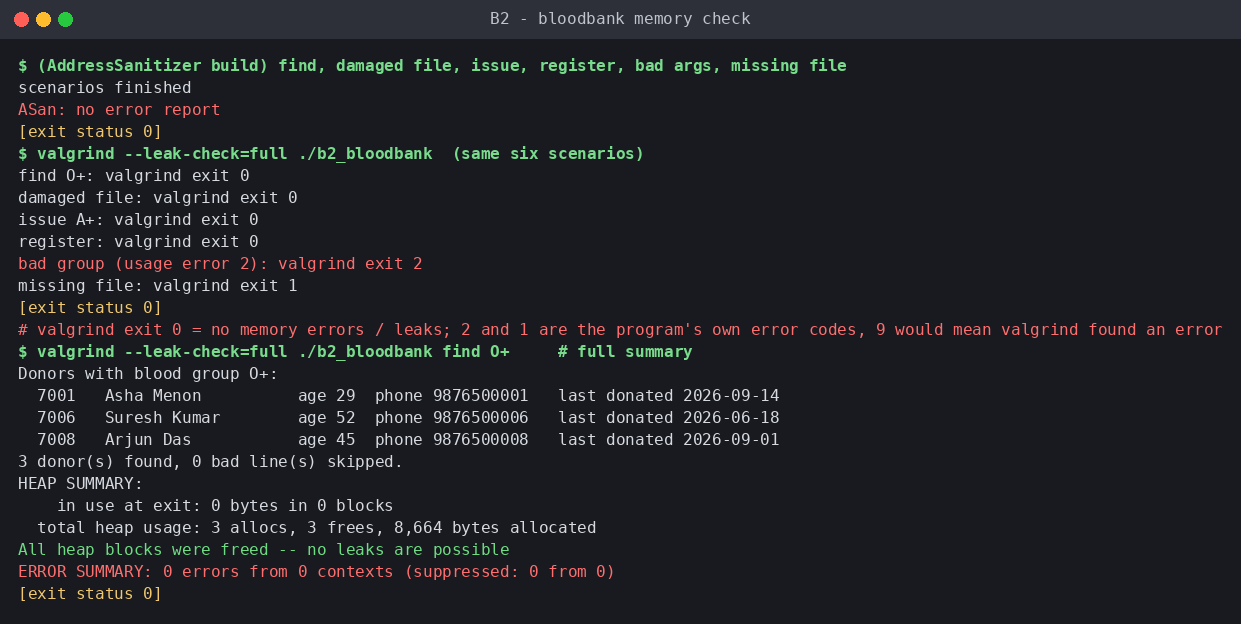 B2 - bloodbank memory check
$ (AddressSanitizer build) find, damaged file, issue, register, bad args, missing file
scenarios finished
ASan: no error report
[exit status 0]
$ valgrind --leak-check=full ./b2_bloodbank  (same six scenarios)
find O+: valgrind exit 0
damaged file: valgrind exit 0
issue A+: valgrind exit 0
register: valgrind exit 0
bad group (usage error 2): valgrind exit 2
missing file: valgrind exit 1
[exit status 0]
# valgrind exit 0 = no memory errors / leaks; 2 and 1 are the program's own error codes, 9 would mean valgrind found an error
$ valgrind --leak-check=full ./b2_bloodbank find O+     # full summary
Donors with blood group O+:
  7001   Asha Menon          age 29  phone 9876500001   last donated 2026-09-14
  7006   Suresh Kumar        age 52  phone 9876500006   last donated 2026-06-18
  7008   Arjun Das           age 45  phone 9876500008   last donated 2026-09-01
3 donor(s) found, 0 bad line(s) skipped.
HEAP SUMMARY:
    in use at exit: 0 bytes in 0 blocks
  total heap usage: 3 allocs, 3 frees, 8,664 bytes allocated
All heap blocks were freed -- no leaks are possible
ERROR SUMMARY: 0 errors from 0 contexts (suppressed: 0 from 0)
[exit status 0]